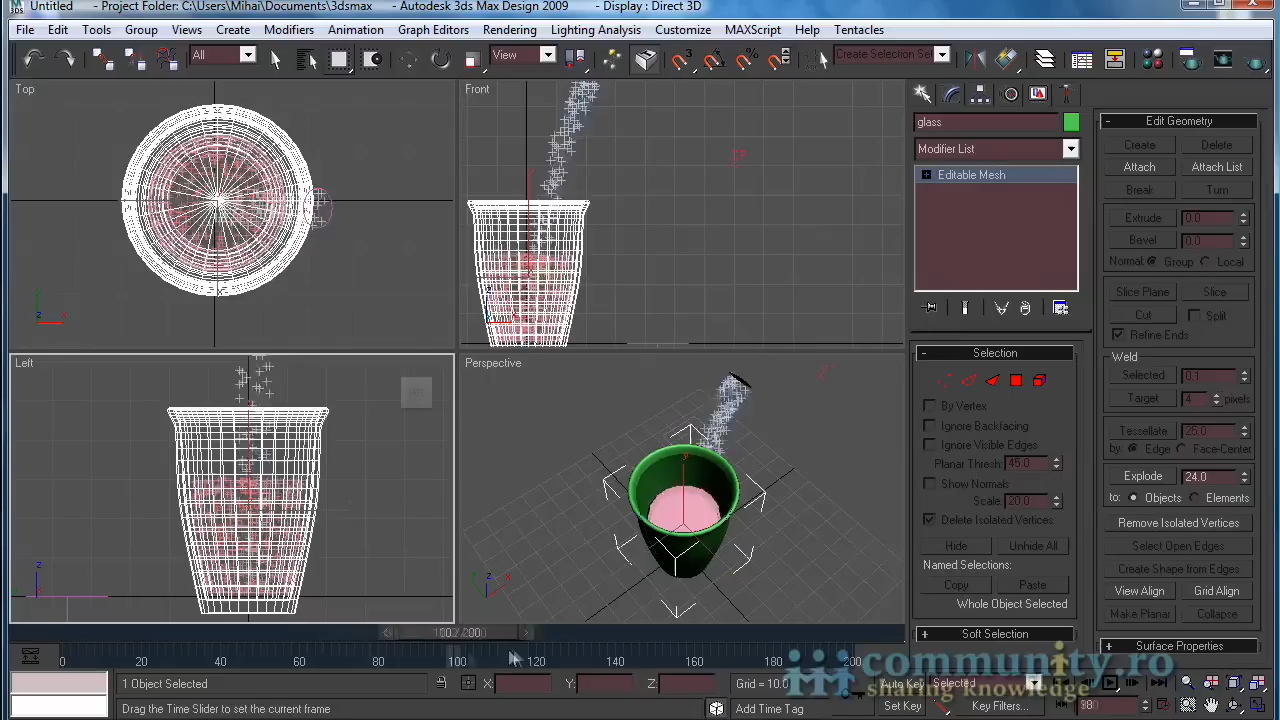 Untitled - Project Folder: C:\Users\Mihai\Documents\3dsmax - Autodesk 3ds Max Design 2009 - Display : Direct 3D
File Edit Tools Group Views Create Modifiers Animation Graph Editors Rendering Lighting Analysis Customize MAXScript Help Tentacles
All View Create Selection Set
Top
Front
Left
Perspective
glass
Modifier List
Editable Mesh
Selection
By Vertex
Ignore Backfacing
Ignore Visible Edges
Planar Thresh: 45.0
Show Normals
Scale: 20.0
Delete Isolated Vertices
Hide Unhide All
Named Selections:
Copy Paste
Whole Object Selected
Soft Selection
Edit Geometry
Create Delete
Attach Attach List
Break Turn
Extrude 0.0
Bevel 0.0
Normal: Group Local
Slice Plane Slice
Cut Split
Refine Ends
Weld
Selected 0.1
Target 4 pixels
Tessellate 25.0
by: Edge Face-Center
Explode 24.0
to: Objects Elements
Remove Isolated Vertices
Select Open Edges
Create Shape from Edges
View Align Grid Align
Make Planar Collapse
Surface Properties
0 20 40 60 80 120 140 160 180 200
1 Object Selected X: Y: Z: Grid = 10.0 Auto Key Selected
Drag the Time Slider to set the current frame Add Time Tag Set Key Key Filters...
community.ro
sharing knowledge